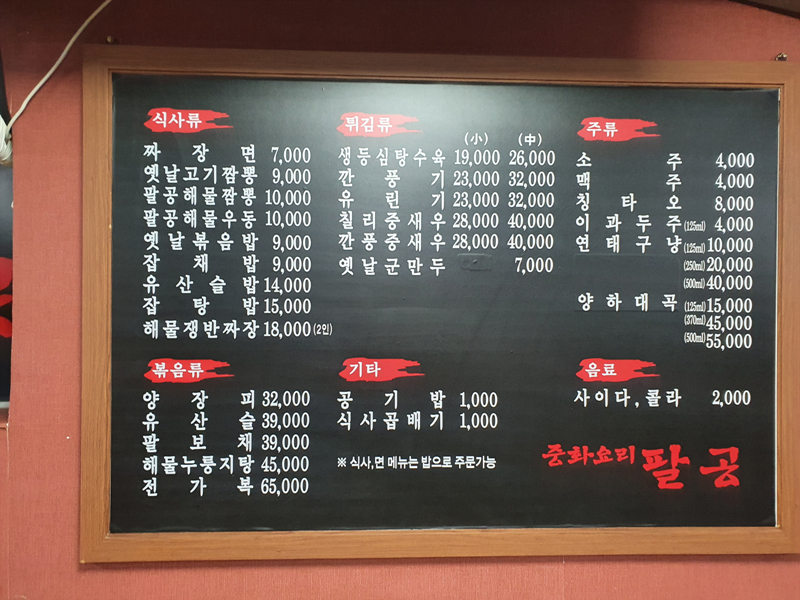 식사류
짜장면 7,000
옛날고기짬뽕 9,000
팔공해물짬뽕 10,000
팔공해물우동 10,000
옛날볶음밥 9,000
잡채밥 9,000
유산슬밥 14,000
잡탕밥 15,000
해물쟁반짜장 18,000 (2인)
볶음류
양장피 32,000
유산슬 39,000
팔보채 39,000
해물누룽지탕 45,000
전가복 65,000
튀김류
(小) (中)
생등심탕수육 19,000 26,000
깐풍기 23,000 32,000
유린기 23,000 32,000
칠리중새우 28,000 40,000
깐풍중새우 28,000 40,000
옛날군만두 7,000
기타
공기밥 1,000
식사곱배기 1,000
※ 식사,면 메뉴는 밥으로 주문가능
주류
소주 4,000
맥주 4,000
칭타오 8,000
이과두주 (125ml) 4,000
연태구냥 (125ml) 10,000
(250ml) 20,000
(500ml) 40,000
양하대곡 (125ml) 15,000
(370ml) 45,000
(500ml) 55,000
음료
사이다, 콜라 2,000
중화요리 팔공